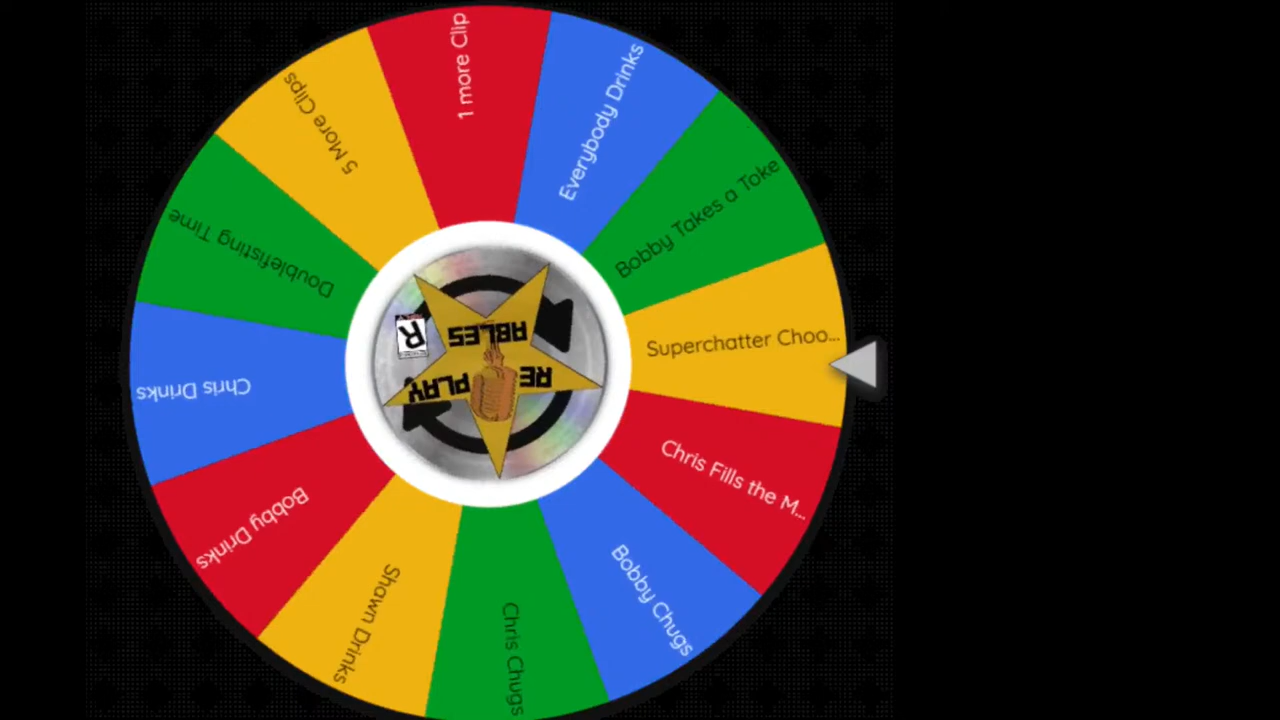 1 more Clip
Everybody Drinks
Bobby Takes a Toke
Superchatter Choo...
Chris Fills the M...
Bobby Chugs
Chris Chugs
Shawn Drinks
Bobby Drinks
Chris Drinks
Doublefisting Time
5 More Clips
RE PLAY
ABLES
R